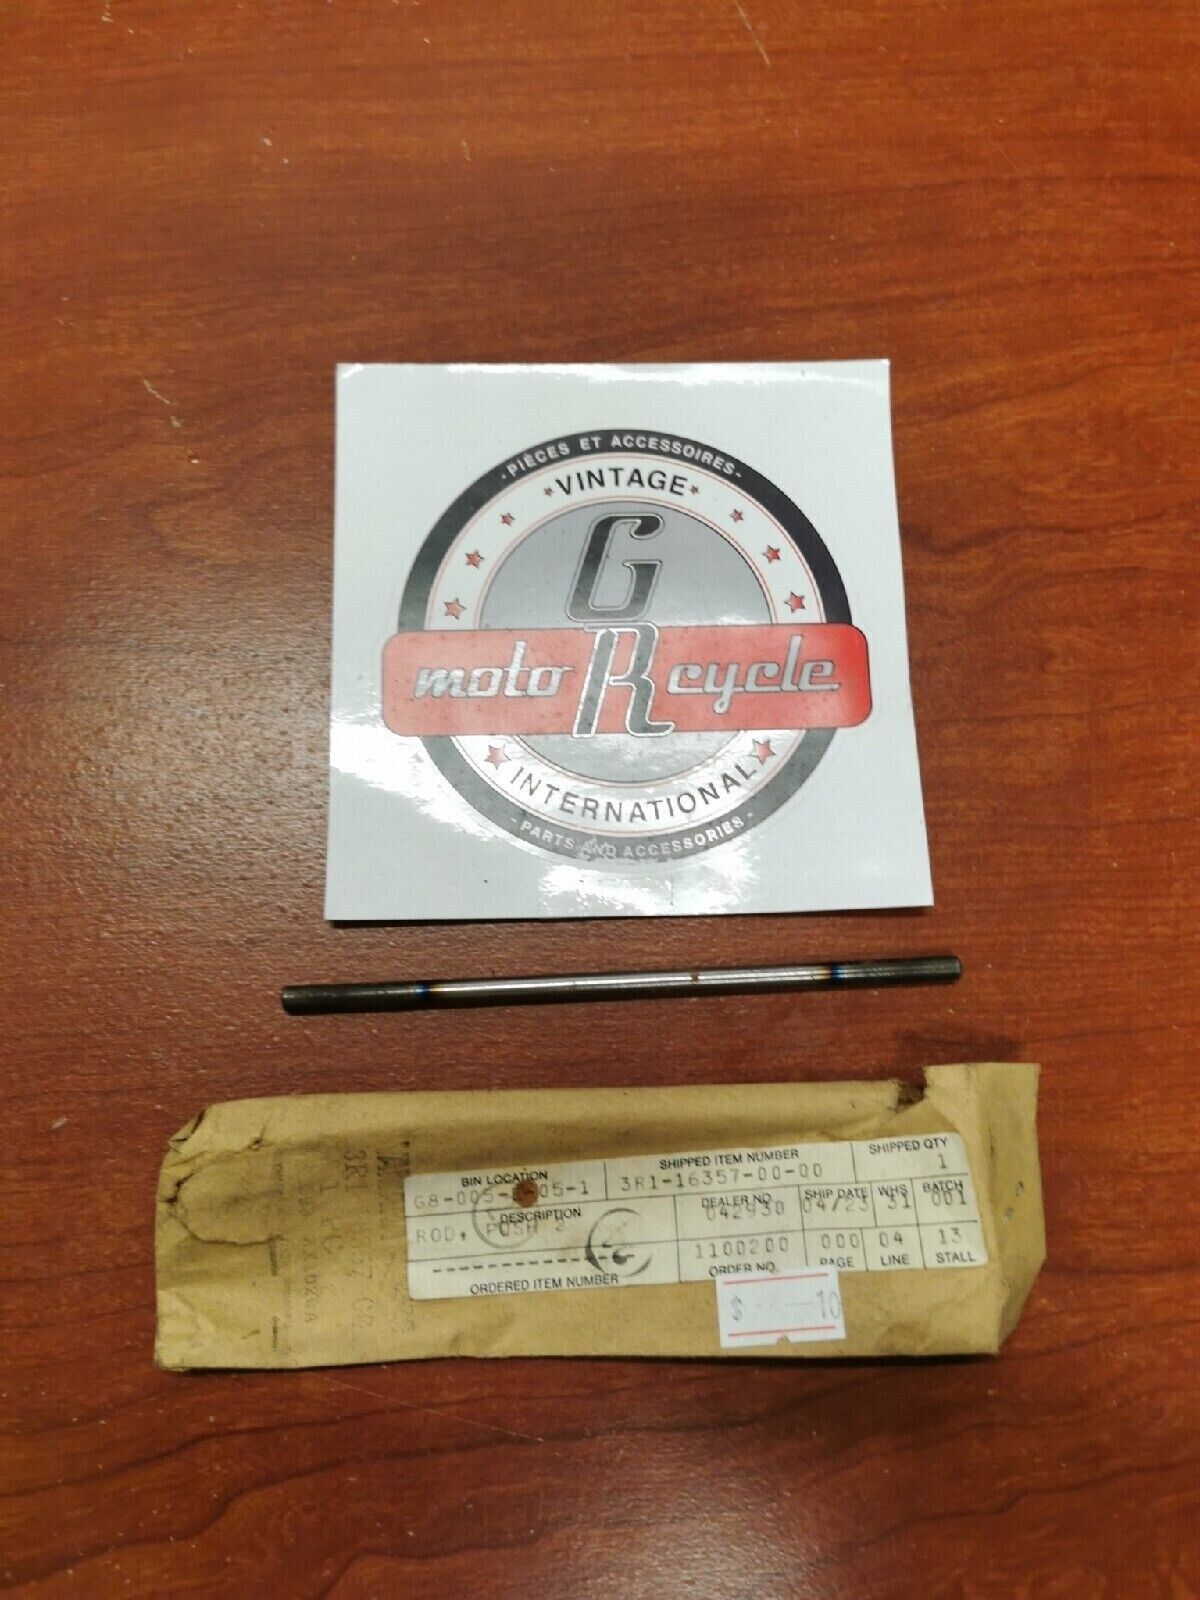 - PIÈCES ET ACCESSOIRES -
VINTAGE
G
moto R cycle
INTERNATIONAL
- PARTS AND ACCESSORIES -
BIN LOCATION
SHIPPED ITEM NUMBER
SHIPPED QTY
3R1-16357-00-00
1
DESCRIPTION
DEALER NO.
SHIP DATE
WHS
BATCH
ROD, PUSH 2
042930
04/23
31
001
1100200
000
04
13
ORDERED ITEM NUMBER
ORDER NO.
PAGE
LINE
STALL
$ 10